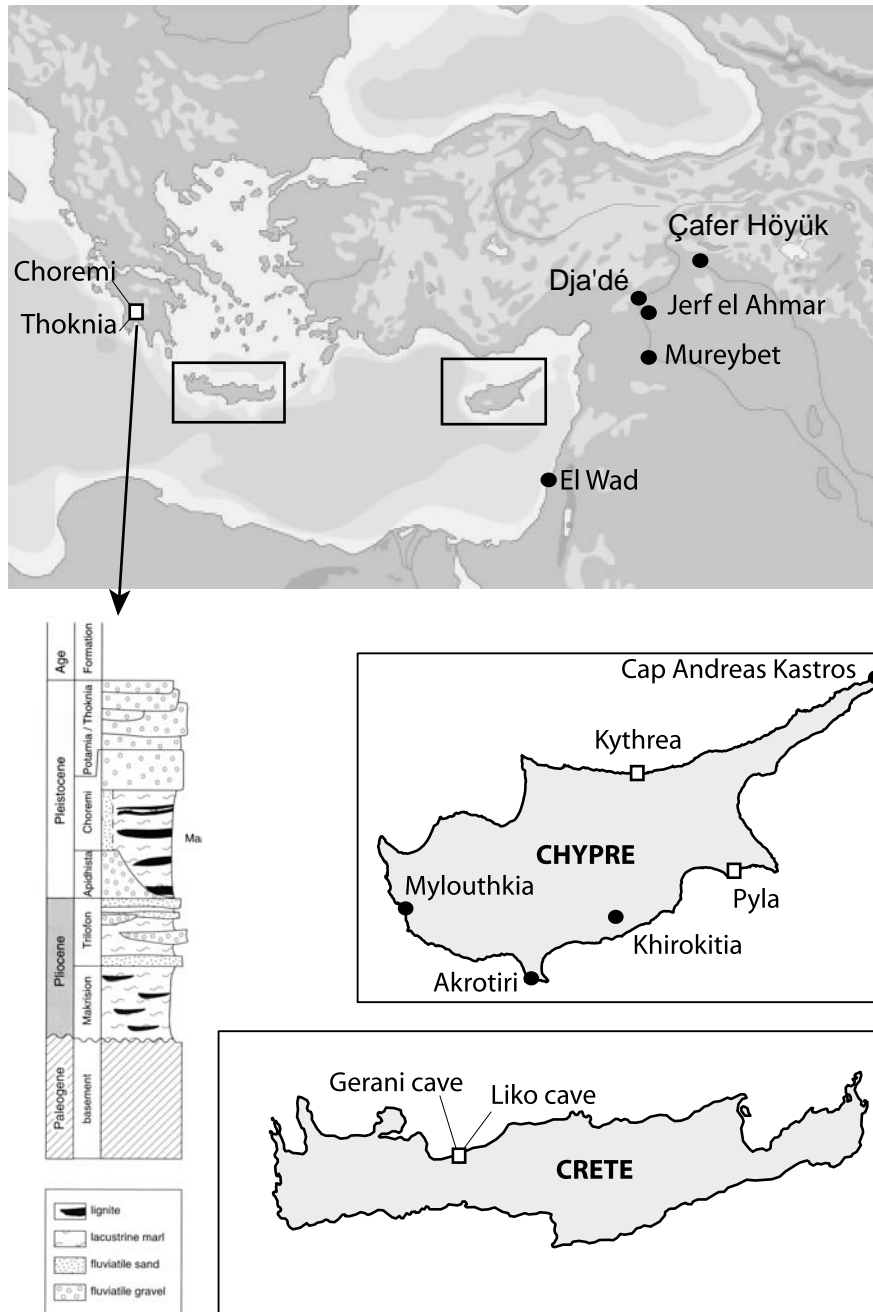 Çafer Höyük
Choremi
Dja'dé
Thoknia
Jerf el Ahmar
Mureybet
El Wad
Age
Formation
Pleistocene
Potamia / Thoknia
Choremi
Apidhista
Pliocene
Trilofon
Makrision
Paleogene
basement
Ma
lignite
lacustrine marl
fluviatile sand
fluviatile gravel
Cap Andreas Kastros
Kythrea
CHYPRE
Mylouthkia
Pyla
Khirokitia
Akrotiri
Gerani cave
Liko cave
CRETE